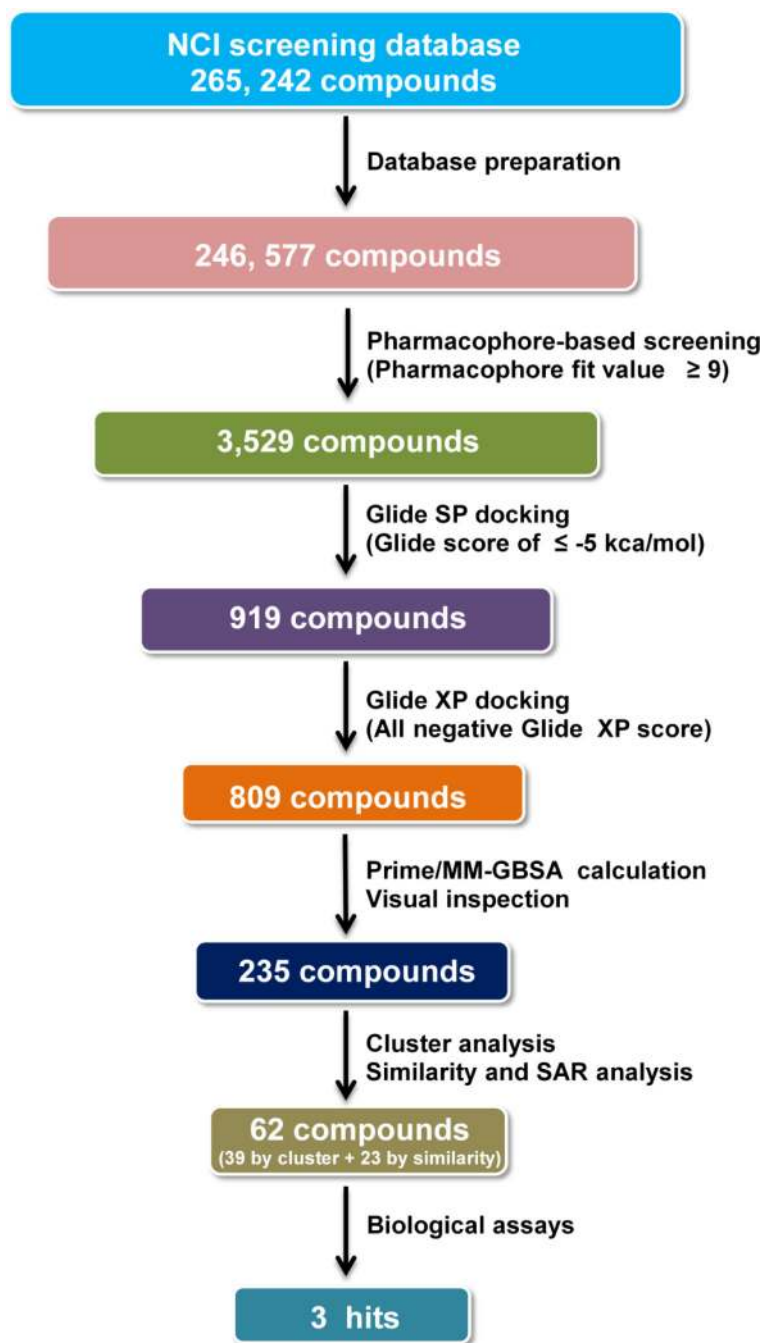 NCI screening database
265, 242 compounds
Database preparation
246, 577 compounds
Pharmacophore-based screening
(Pharmacophore fit value ≥ 9)
3,529 compounds
Glide SP docking
(Glide score of ≤ -5 kca/mol)
919 compounds
Glide XP docking
(All negative Glide XP score)
809 compounds
Prime/MM-GBSA calculation
Visual inspection
235 compounds
Cluster analysis
Similarity and SAR analysis
62 compounds
(39 by cluster + 23 by similarity)
Biological assays
3 hits